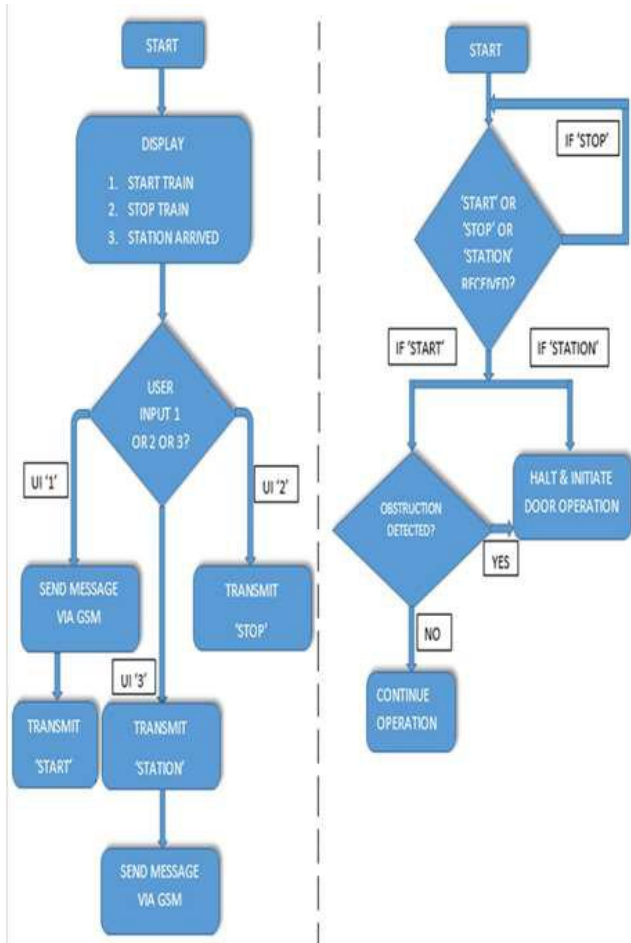 START
DISPLAY
1. START TRAIN
2. STOP TRAIN
3. STATION ARRIVED
USER
INPUT 1
OR 2 OR 3?
UI '1'
UI '2'
SEND MESSAGE
VIA GSM
TRANSMIT
'STOP'
UI '3'
TRANSMIT
'START'
TRANSMIT
'STATION'
SEND MESSAGE
VIA GSM
START
IF 'STOP'
'START' OR
'STOP' OR
'STATION'
RECEIVED?
IF 'START'
IF 'STATION'
OBSTRUCTION
DETECTED?
HALT & INITIATE
DOOR OPERATION
YES
NO
CONTINUE
OPERATION